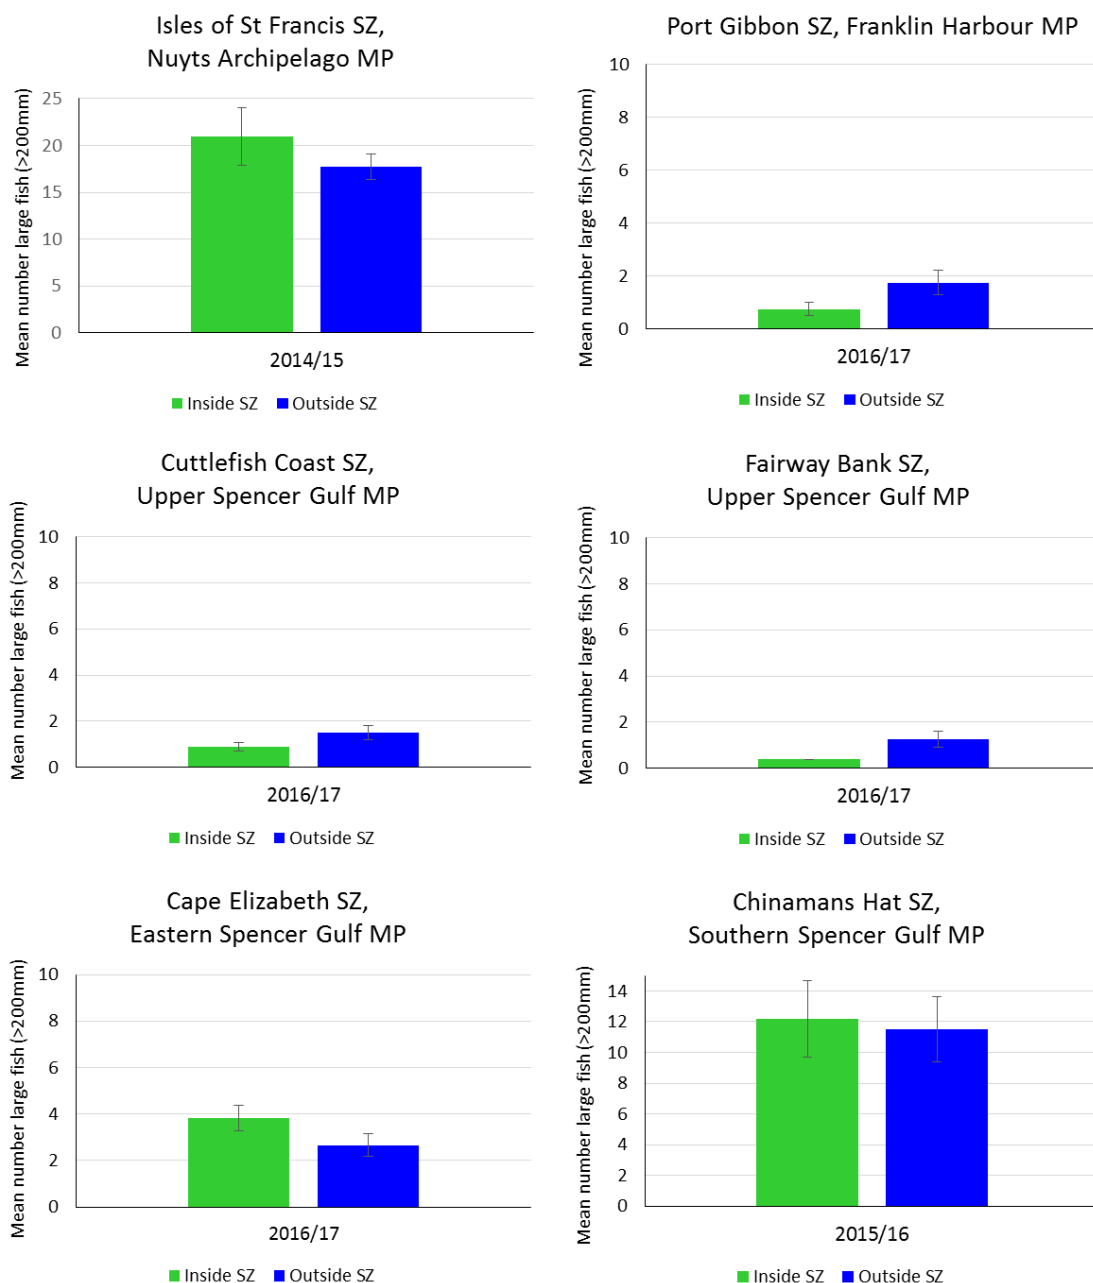 Isles of St Francis SZ,
Nuyts Archipelago MP
Mean number large fish (>200mm)
25
20
15
10
5
0
2014/15
Inside SZ Outside SZ
Port Gibbon SZ, Franklin Harbour MP
Mean number large fish (>200mm)
10
8
6
4
2
0
2016/17
Inside SZ Outside SZ
Cuttlefish Coast SZ,
Upper Spencer Gulf MP
Mean number large fish (>200mm)
10
8
6
4
2
0
2016/17
Inside SZ Outside SZ
Fairway Bank SZ,
Upper Spencer Gulf MP
Mean number large fish (>200mm)
10
8
6
4
2
0
2016/17
Inside SZ Outside SZ
Cape Elizabeth SZ,
Eastern Spencer Gulf MP
Mean number large fish (>200mm)
10
8
6
4
2
0
2016/17
Inside SZ Outside SZ
Chinamans Hat SZ,
Southern Spencer Gulf MP
Mean number large fish (>200mm)
14
12
10
8
6
4
2
0
2015/16
Inside SZ Outside SZ